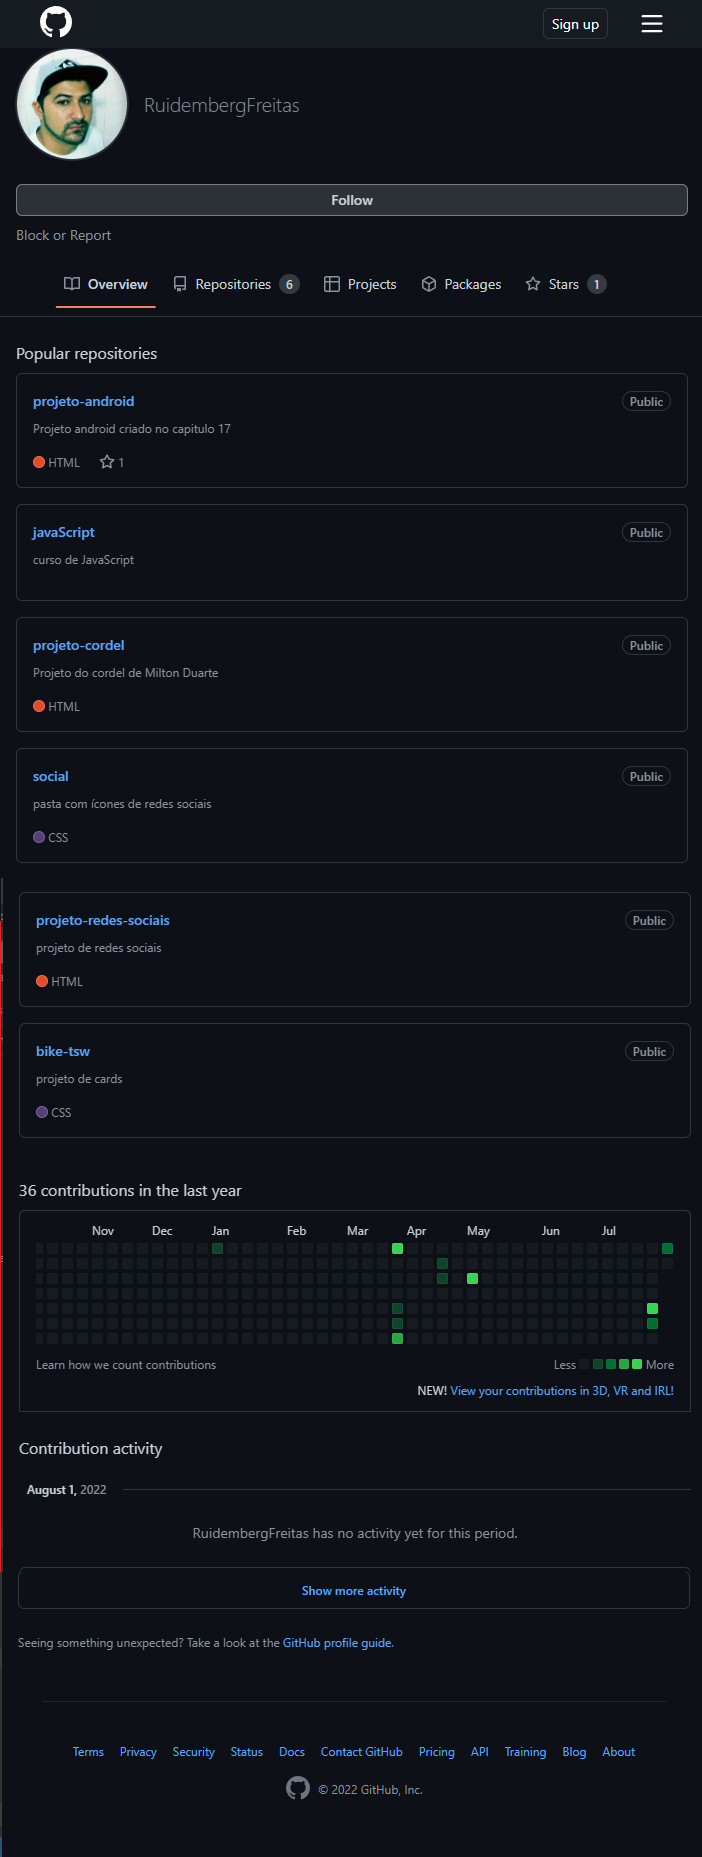 Sign up
RuidembergFreitas
Follow
Block or Report
Overview Repositories 6 Projects Packages Stars 1
Popular repositories
projeto-android Public
Projeto android criado no capitulo 17
HTML 1
javaScript Public
curso de JavaScript
projeto-cordel Public
Projeto do cordel de Milton Duarte
HTML
social Public
pasta com ícones de redes sociais
CSS
projeto-redes-sociais Public
projeto de redes sociais
HTML
bike-tsw Public
projeto de cards
CSS
36 contributions in the last year
Nov Dec Jan Feb Mar Apr May Jun Jul
Learn how we count contributions Less More
NEW! View your contributions in 3D, VR and IRL!
Contribution activity
August 1, 2022
RuidembergFreitas has no activity yet for this period.
Show more activity
Seeing something unexpected? Take a look at the GitHub profile guide.
Terms Privacy Security Status Docs Contact GitHub Pricing API Training Blog About
© 2022 GitHub, Inc.